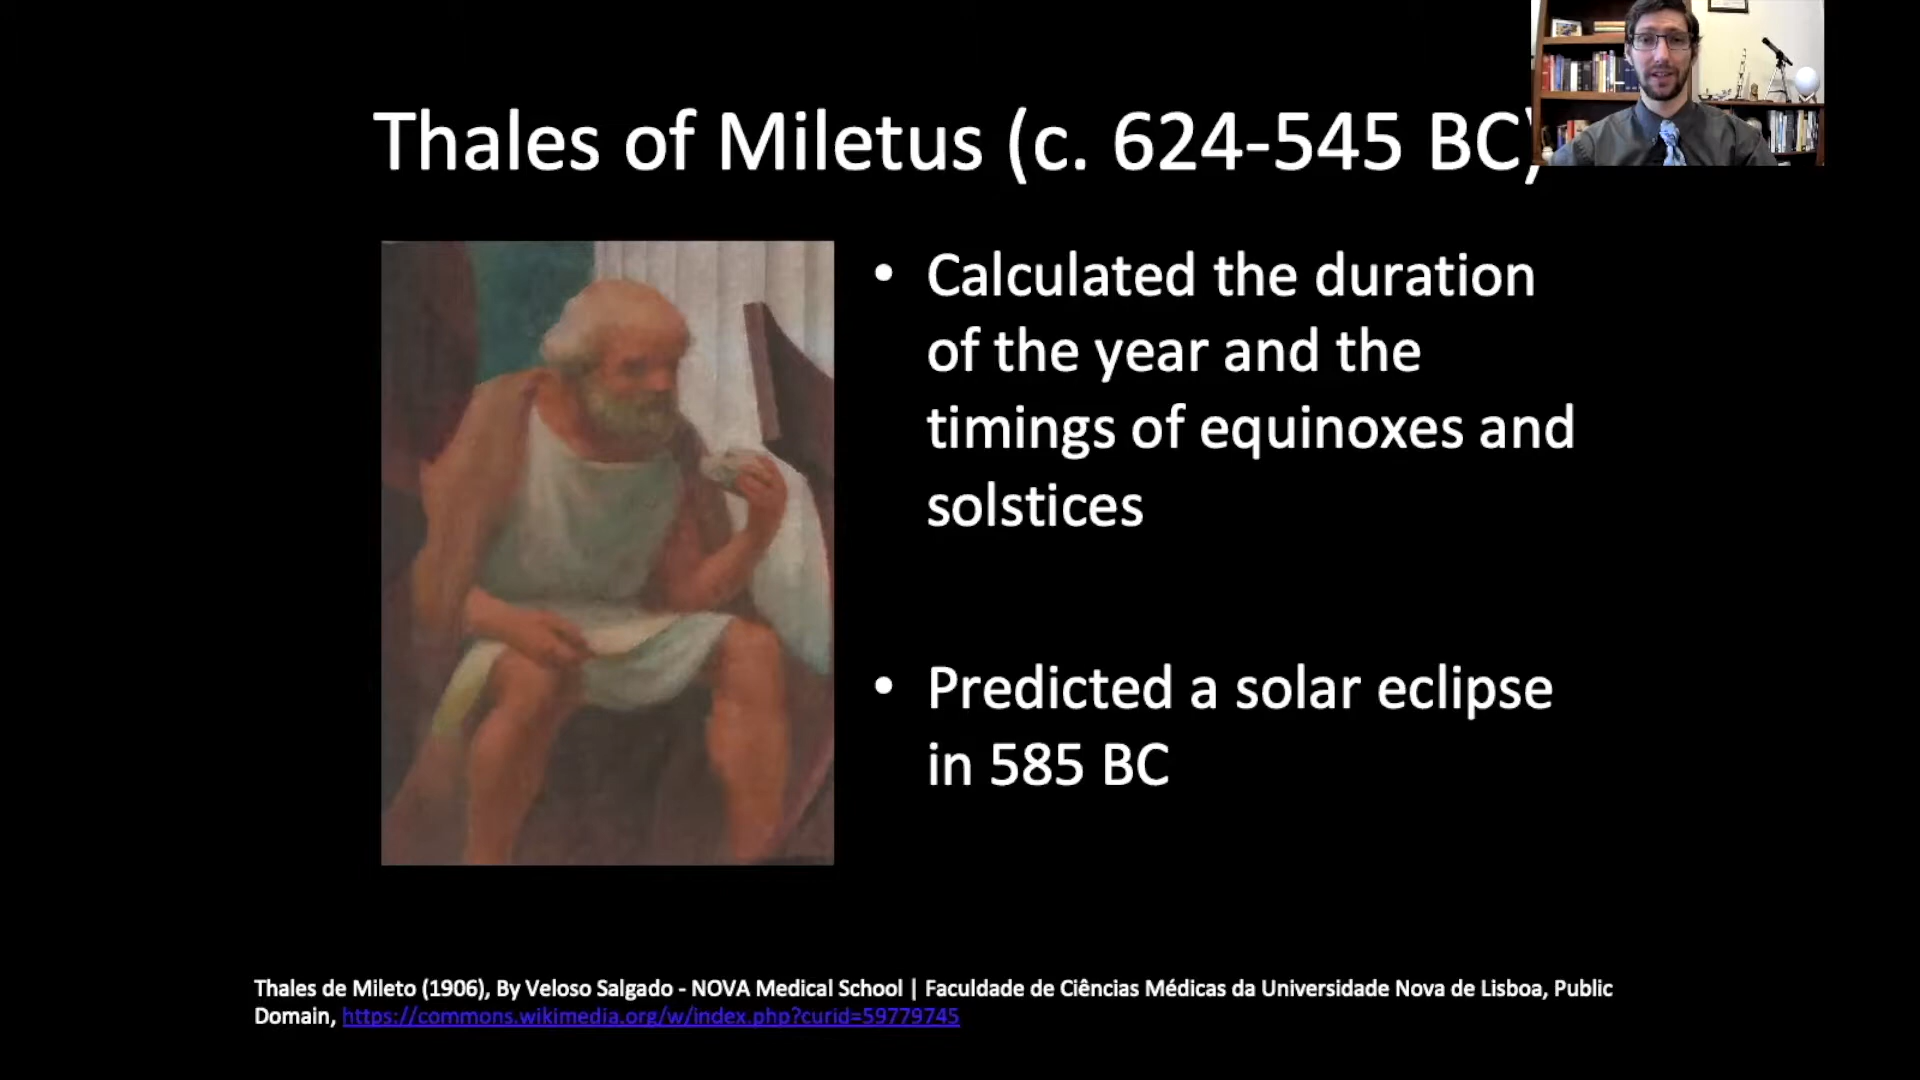 Thales of Miletus (c. 624-545 BC)
• Calculated the duration
of the year and the
timings of equinoxes and
solstices
• Predicted a solar eclipse
in 585 BC
Thales de Mileto (1906), By Veloso Salgado - NOVA Medical School | Faculdade de Ciências Médicas da Universidade Nova de Lisboa, Public
Domain, https://commons.wikimedia.org/w/index.php?curid=59779745